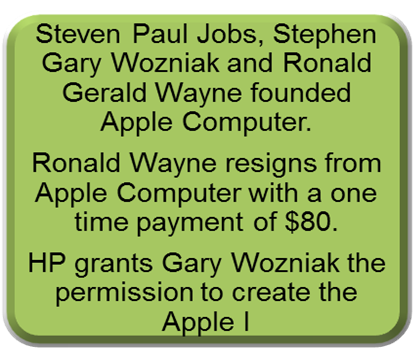 Steven Paul Jobs, Stephen
Gary Wozniak and Ronald
Gerald Wayne founded
Apple Computer.
Ronald Wayne resigns from
Apple Computer with a one
time payment of $80.
HP grants Gary Wozniak the
permission to create the
Apple I